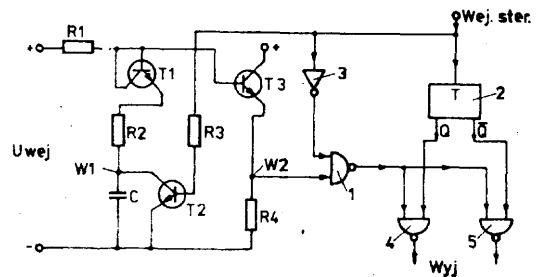 Wej. ster.
+ R1
+
T1
T3
3
T
2
R2
R3
Q Q̅
Uwej
W1
W2
C
T2
1
R4
4
5
-
Wyj